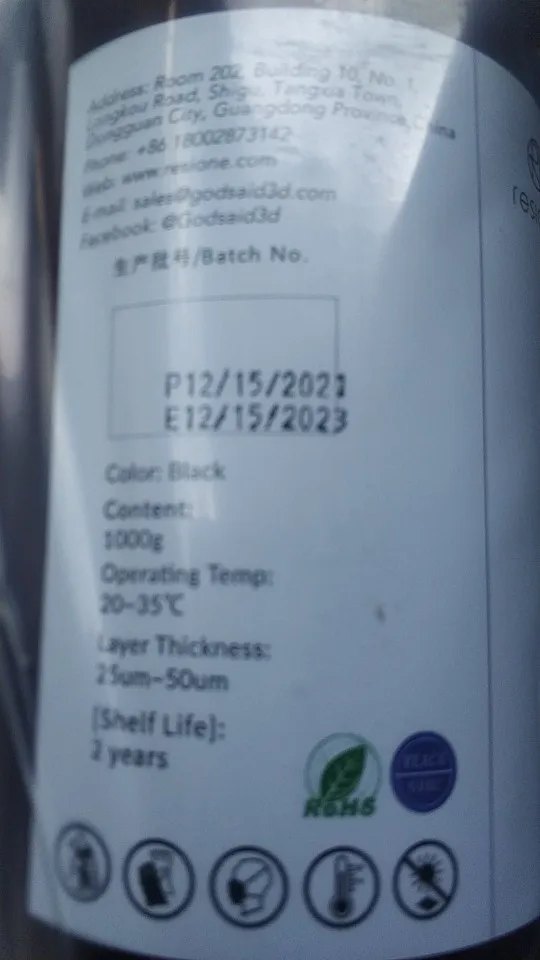 Address: Room 202, Building 10, No. 1,
Longkou Road, Shigu, Tangxia Town,
Dongguan City, Guangdong Province, China
Phone: +86 18002873142
Web: www.resione.com
E-mail: sales@godsaid3d.com
Facebook: @Godsaid3d
生产批号/Batch No.
P12/15/2021
E12/15/2023
Color: Black
Content:
1000g
Operating Temp:
20-35℃
Layer Thickness:
25um-50um
[Shelf Life]:
2 years
RoHS
REACH